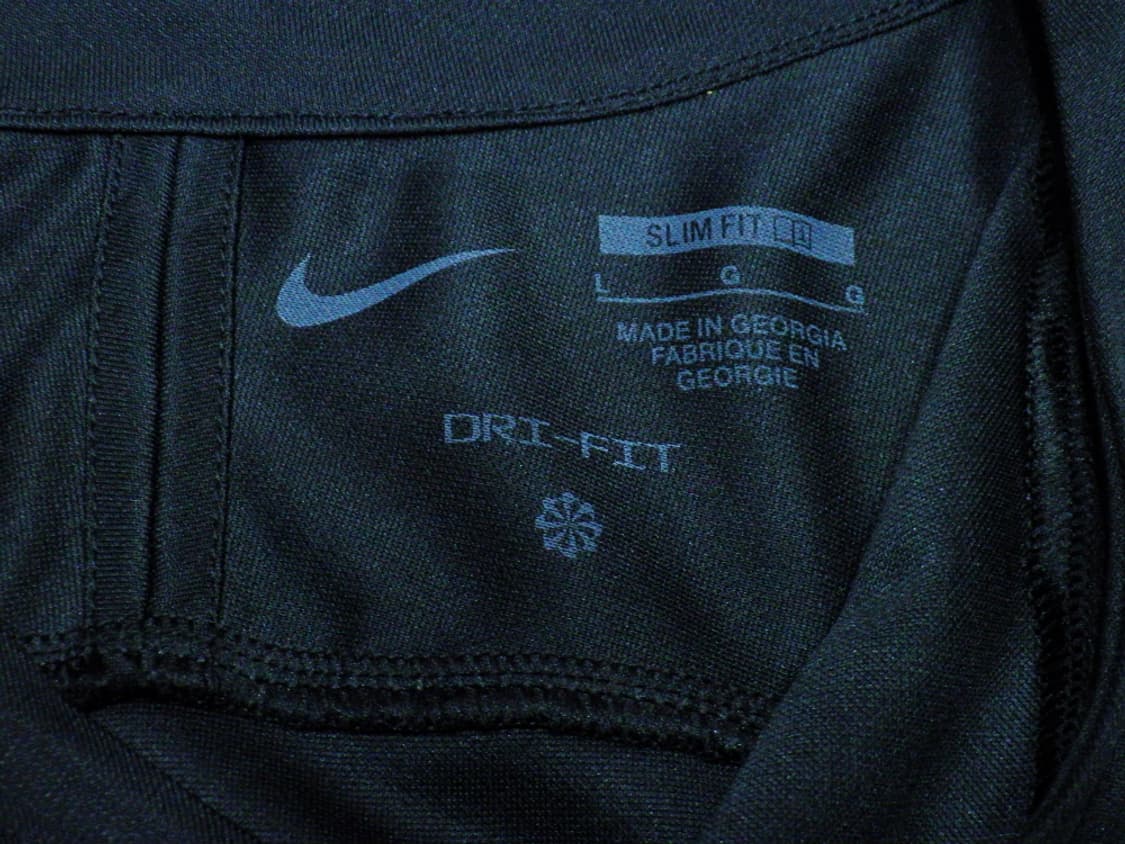 SLIM FIT
L G G
MADE IN GEORGIA
FABRIQUE EN
GEORGIE
DRI-FIT